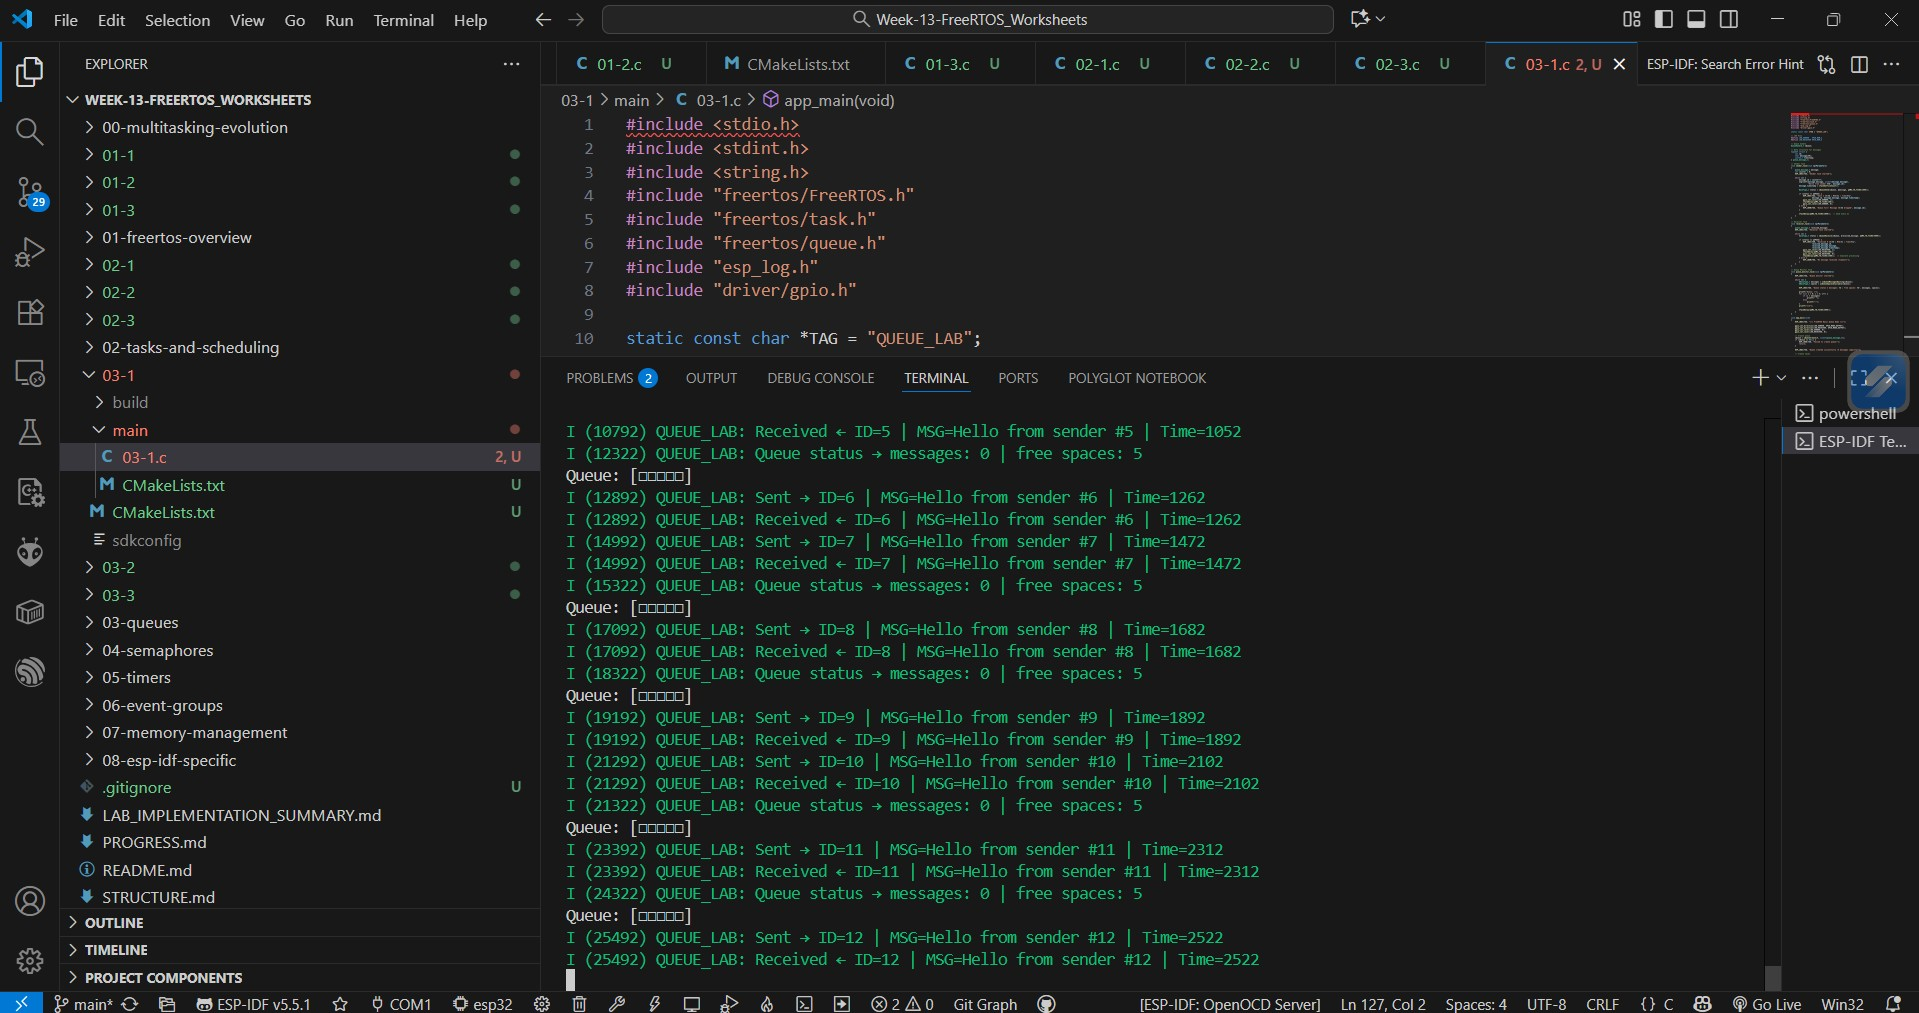 File Edit Selection View Go Run Terminal Help
Week-13-FreeRTOS_Worksheets
EXPLORER
WEEK-13-FREERTOS_WORKSHEETS
00-multitasking-evolution
01-1
01-2
01-3
01-freertos-overview
02-1
02-2
02-3
02-tasks-and-scheduling
03-1
build
main
C 03-1.c 2, U
M CMakeLists.txt U
M CMakeLists.txt U
sdkconfig
03-2
03-3
03-queues
04-semaphores
05-timers
06-event-groups
07-memory-management
08-esp-idf-specific
.gitignore U
LAB_IMPLEMENTATION_SUMMARY.md
PROGRESS.md
README.md
STRUCTURE.md
OUTLINE
TIMELINE
PROJECT COMPONENTS
29
C 01-2.c U M CMakeLists.txt C 01-3.c U C 02-1.c U C 02-2.c U C 02-3.c U C 03-1.c 2, U ESP-IDF: Search Error Hint
03-1 > main > C 03-1.c > app_main(void)
1 #include <stdio.h>
2 #include <stdint.h>
3 #include <string.h>
4 #include "freertos/FreeRTOS.h"
5 #include "freertos/task.h"
6 #include "freertos/queue.h"
7 #include "esp_log.h"
8 #include "driver/gpio.h"
9
10 static const char *TAG = "QUEUE_LAB";
PROBLEMS 2 OUTPUT DEBUG CONSOLE TERMINAL PORTS POLYGLOT NOTEBOOK
powershell
ESP-IDF Te...
I (10792) QUEUE_LAB: Received ← ID=5 | MSG=Hello from sender #5 | Time=1052
I (12322) QUEUE_LAB: Queue status → messages: 0 | free spaces: 5
Queue: [□□□□□]
I (12892) QUEUE_LAB: Sent → ID=6 | MSG=Hello from sender #6 | Time=1262
I (12892) QUEUE_LAB: Received ← ID=6 | MSG=Hello from sender #6 | Time=1262
I (14992) QUEUE_LAB: Sent → ID=7 | MSG=Hello from sender #7 | Time=1472
I (14992) QUEUE_LAB: Received ← ID=7 | MSG=Hello from sender #7 | Time=1472
I (15322) QUEUE_LAB: Queue status → messages: 0 | free spaces: 5
Queue: [□□□□□]
I (17092) QUEUE_LAB: Sent → ID=8 | MSG=Hello from sender #8 | Time=1682
I (17092) QUEUE_LAB: Received ← ID=8 | MSG=Hello from sender #8 | Time=1682
I (18322) QUEUE_LAB: Queue status → messages: 0 | free spaces: 5
Queue: [□□□□□]
I (19192) QUEUE_LAB: Sent → ID=9 | MSG=Hello from sender #9 | Time=1892
I (19192) QUEUE_LAB: Received ← ID=9 | MSG=Hello from sender #9 | Time=1892
I (21292) QUEUE_LAB: Sent → ID=10 | MSG=Hello from sender #10 | Time=2102
I (21292) QUEUE_LAB: Received ← ID=10 | MSG=Hello from sender #10 | Time=2102
I (21322) QUEUE_LAB: Queue status → messages: 0 | free spaces: 5
Queue: [□□□□□]
I (23392) QUEUE_LAB: Sent → ID=11 | MSG=Hello from sender #11 | Time=2312
I (23392) QUEUE_LAB: Received ← ID=11 | MSG=Hello from sender #11 | Time=2312
I (24322) QUEUE_LAB: Queue status → messages: 0 | free spaces: 5
Queue: [□□□□□]
I (25492) QUEUE_LAB: Sent → ID=12 | MSG=Hello from sender #12 | Time=2522
I (25492) QUEUE_LAB: Received ← ID=12 | MSG=Hello from sender #12 | Time=2522
main* ESP-IDF v5.5.1 COM1 esp32 2 0 Git Graph [ESP-IDF: OpenOCD Server] Ln 127, Col 2 Spaces: 4 UTF-8 CRLF {} C Go Live Win32